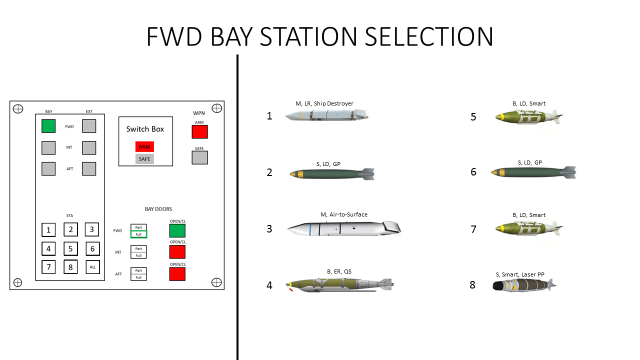 FWD BAY STATION SELECTION
BAY EXT
FWD
INT
AFT
Switch Box
ARM
SAFE
WPN
ARM
SAFE
STA
1 2 3
4 5 6
7 8 ALL
BAY DOORS
OPEN/CL
FWD
Part
Full
OPEN/CL
INT
Part
Full
OPEN/CL
AFT
Part
Full
M, LR, Ship Destroyer
1
S, LD, GP
2
M, Air-to-Surface
3
B, ER, QS
4
B, LD, Smart
5
S, LD, GP
6
B, LD, Smart
7
S, Smart, Laser PP
8